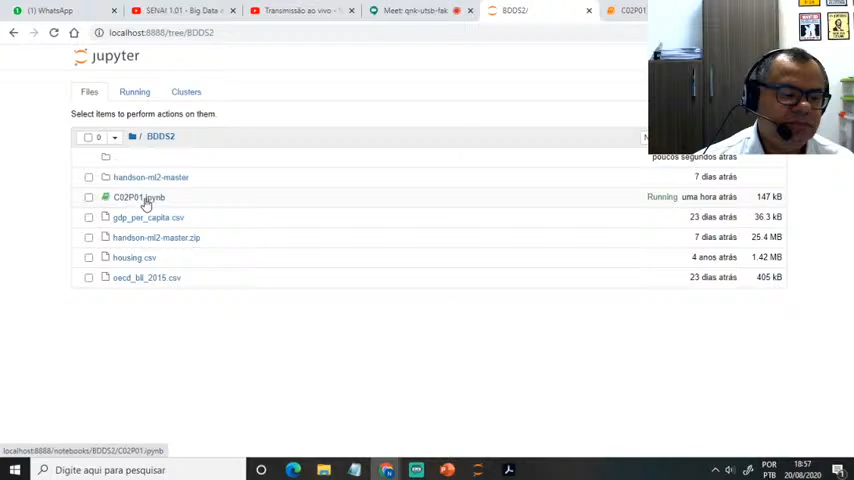 (1) WhatsApp
SENAI 1.01 - Big Data e
Transmissão ao vivo -
Meet: qnk-utsb-fak
BDDS2/
C02P01
localhost:8888/tree/BDDS2
jupyter
Files Running Clusters
Select items to perform actions on them.
0 / BDDS2
poucos segundos atrás
handson-ml2-master 7 dias atrás
C02P01.ipynb Running uma hora atrás 147 kB
gdp_per_capita.csv 23 dias atrás 36.3 kB
handson-ml2-master.zip 7 dias atrás 25.4 MB
housing.csv 4 anos atrás 1.42 MB
oecd_bli_2015.csv 23 dias atrás 405 kB
localhost:8888/notebooks/BDDS2/C02P01.ipynb
Digite aqui para pesquisar
POR 18:57
PTB 20/08/2020